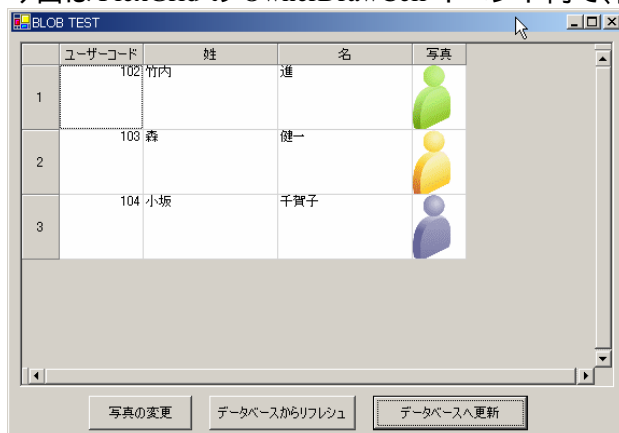 BLOB TEST
ユーザーコード 姓 名 写真
1 102 竹内 進
2 103 森 健一
3 104 小坂 千賀子
写真の変更 データベースからリフレシュ データベースへ更新